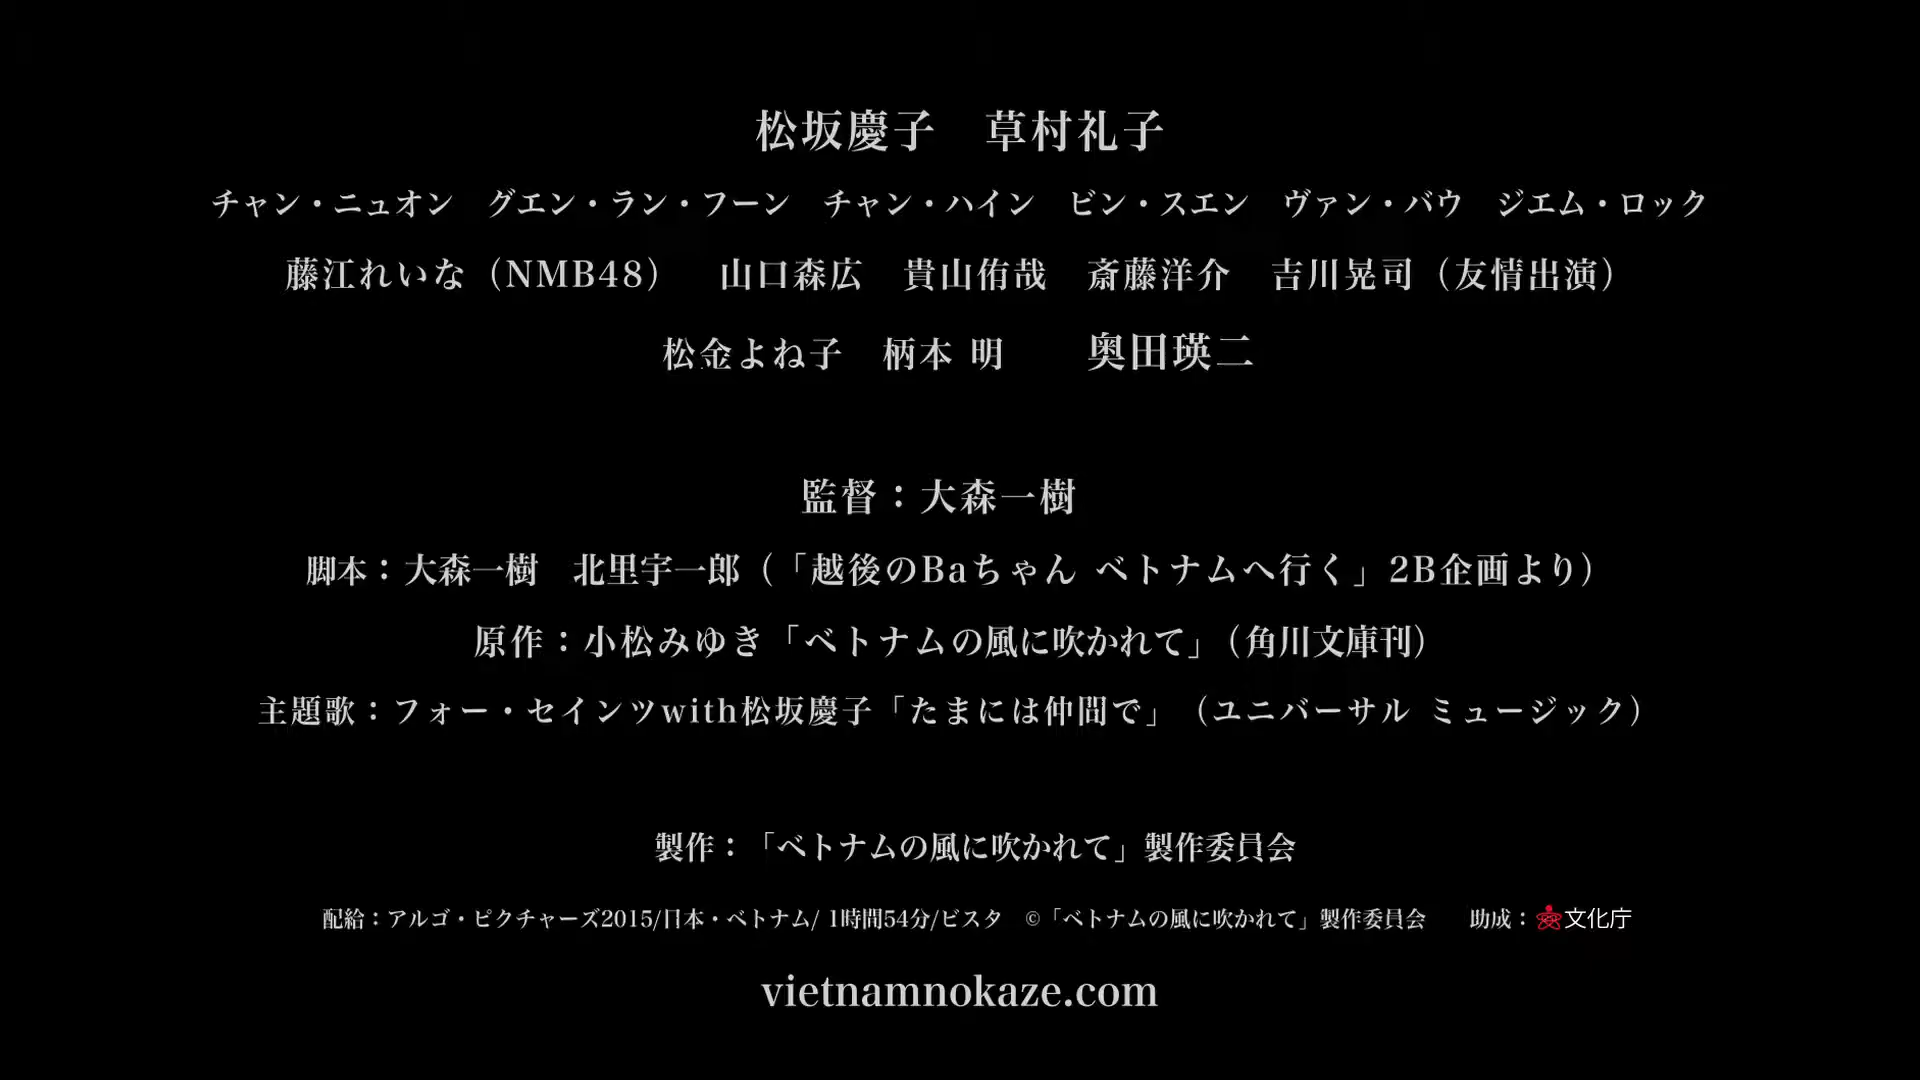 松坂慶子　草村礼子
チャン・ニュオン　グエン・ラン・フーン　チャン・ハイン　ビン・スエン　ヴァン・バウ　ジエム・ロック
藤江れいな（NMB48）　山口森広　貴山侑哉　斎藤洋介　吉川晃司（友情出演）
松金よね子　柄本 明　　奥田瑛二
監督：大森一樹
脚本：大森一樹　北里宇一郎（「越後のBaちゃん ベトナムへ行く」2B企画より）
原作：小松みゆき「ベトナムの風に吹かれて」（角川文庫刊）
主題歌：フォー・セインツwith松坂慶子「たまには仲間で」（ユニバーサル ミュージック）
製作：「ベトナムの風に吹かれて」製作委員会
配給：アルゴ・ピクチャーズ2015/日本・ベトナム/ 1時間54分/ビスタ　©「ベトナムの風に吹かれて」製作委員会　　助成：文化庁
vietnamnokaze.com